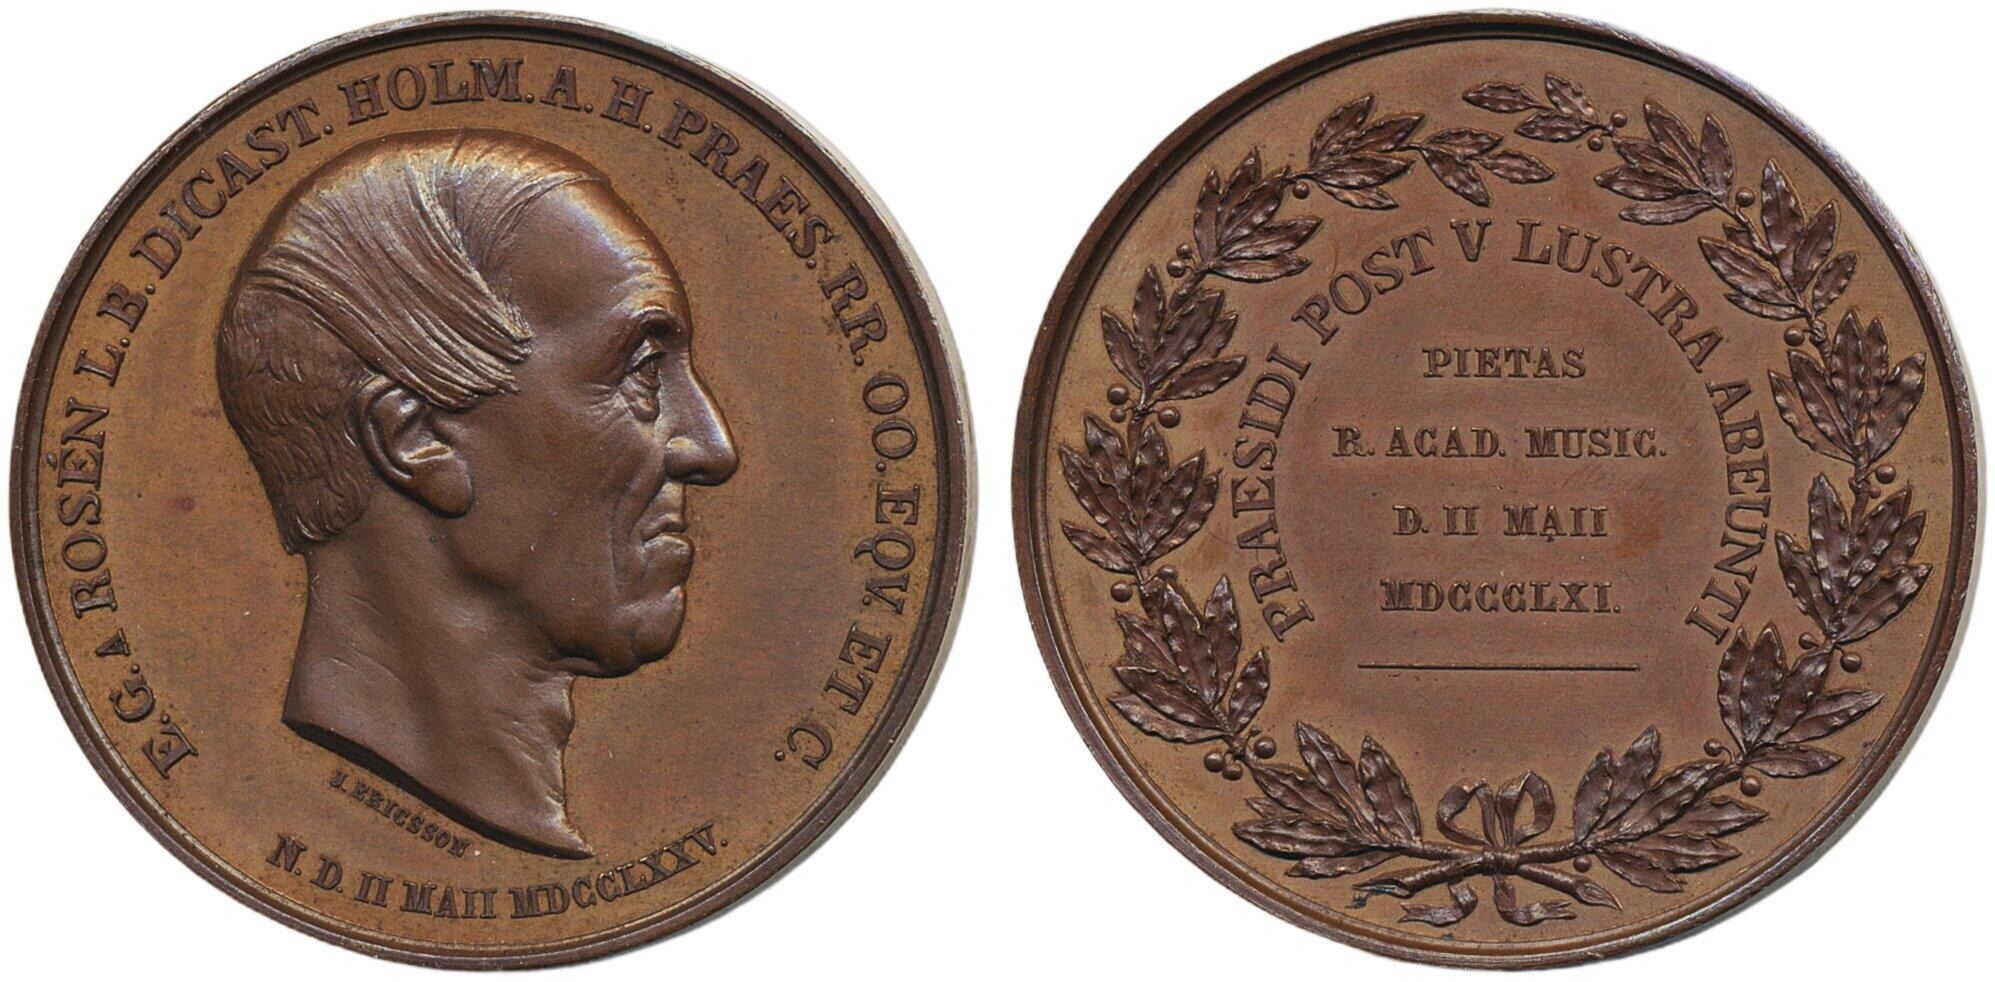 E. G. A ROSÉN L. B. DICAST. HOLM. A. H. PRAES. RR. OO. EQV. ET C.
J. ERICSSON
N. D. II MAII MDCCLXXV.
PRAESIDI POST V LUSTRA ABEUNTI
PIETAS
R. ACAD. MUSIC.
D. II MAII
MDCCCLXI.